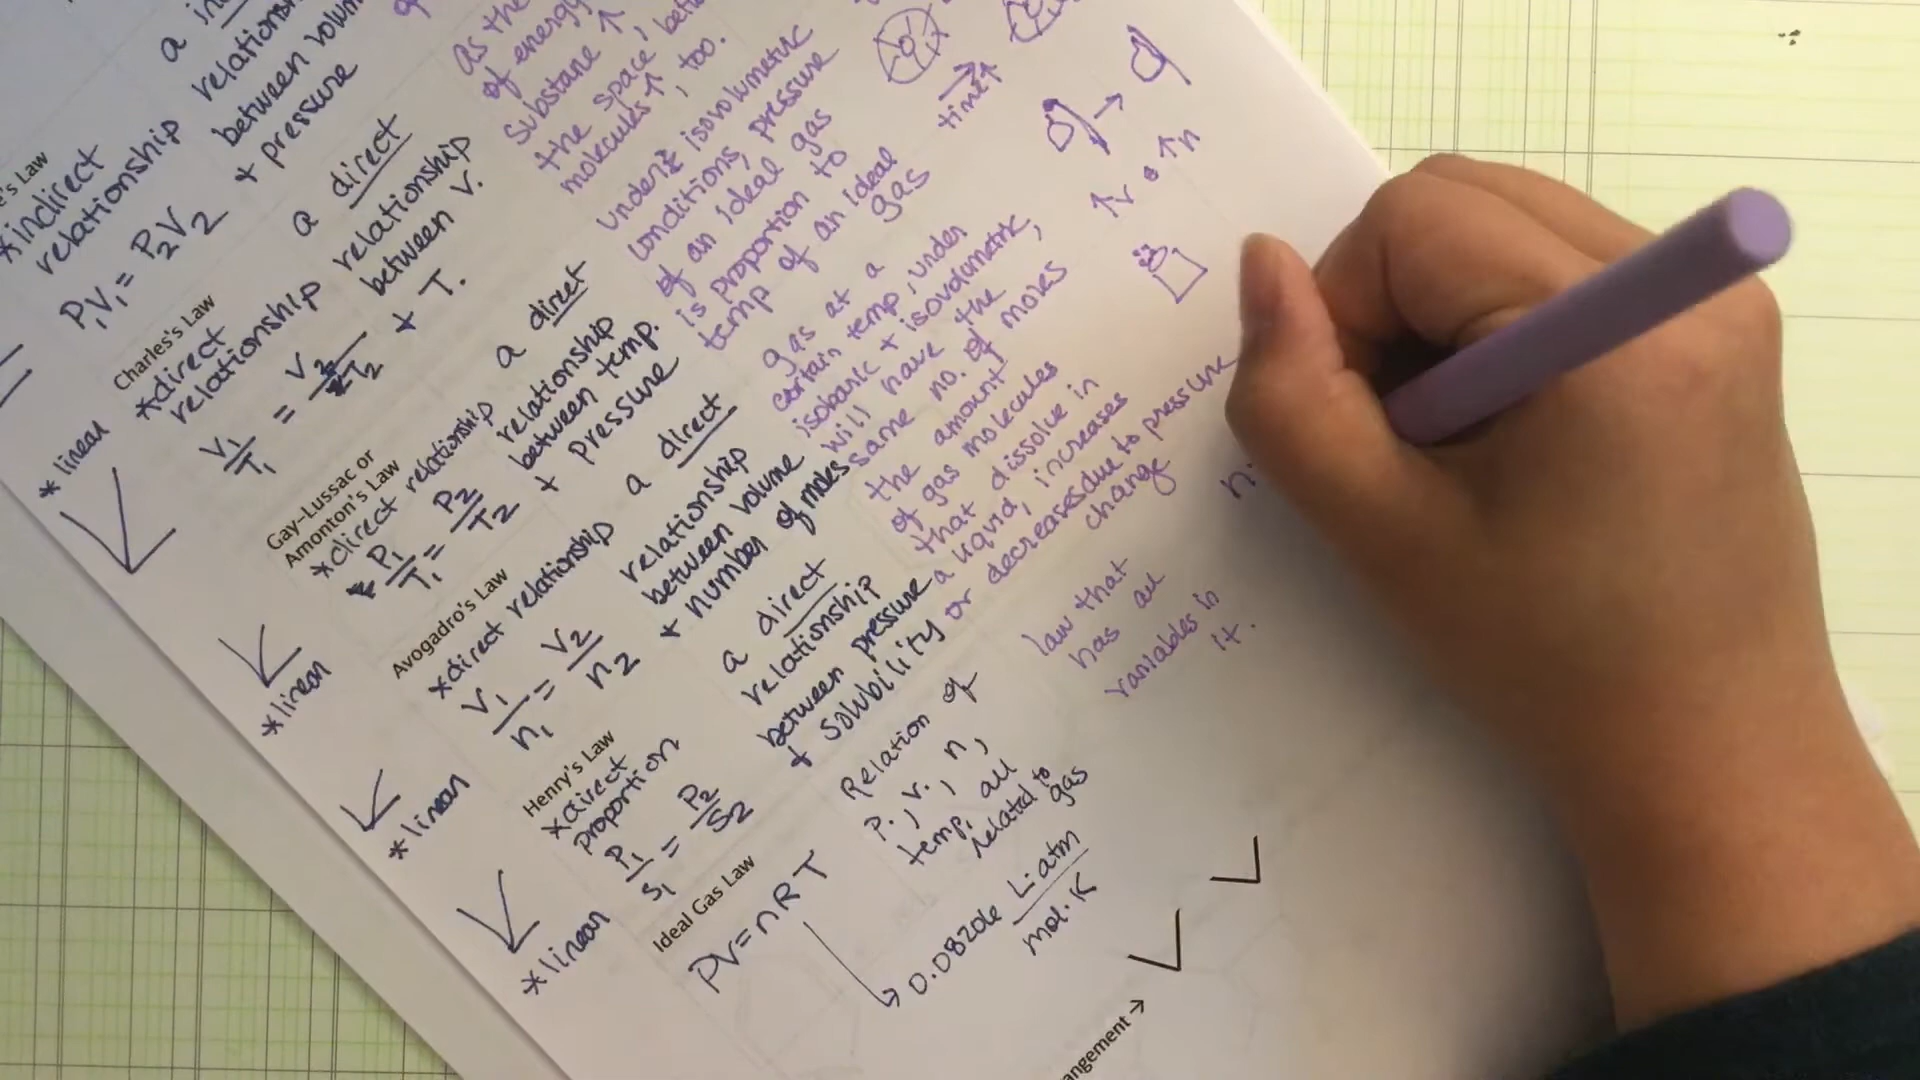 *indirect
relationship
P₁V₁ = P₂V₂
relationship
between volum
+ pressure
As the
of energy
substane ↑,
the space betw
molecules↑, too.
Charles's Law
*direct
relationship
V₁/T₁ = V₂/T₂
a direct
relationship
between V.
+ T.
under isovolumetric
conditions, pressure
of an ideal gas
is proportion to
temp of an ideal
gas
time↑
*linear
Gay-Lussac or
Amonton's Law
*direct relationship
P₁/T₁ = P₂/T₂
a direct
relationship
between temp.
+ pressure
gas at a
certain temp, under
isobaric + isovolumetric,
will have the
same no. of moles
↑v • ↑n
*linear
Avogadro's Law
*direct relationship
V₁/n₁ = V₂/n₂
a direct
relationship
between volume
+ number of moles
the amount
of gas molecules
that dissolve in
a liquid, increases
or decreases due to pressure
change
*linear
Henry's Law
*direct
proportion
P₁/S₁ = P₂/S₂
a direct
relationship
between pressure
+ solubility
law that
has all
variables in
it.
*linear
Ideal Gas Law
PV=nRT
Relation of
P., V., n,
temp, all
related to
gas
0.08206 L·atm/mol·K
angement →